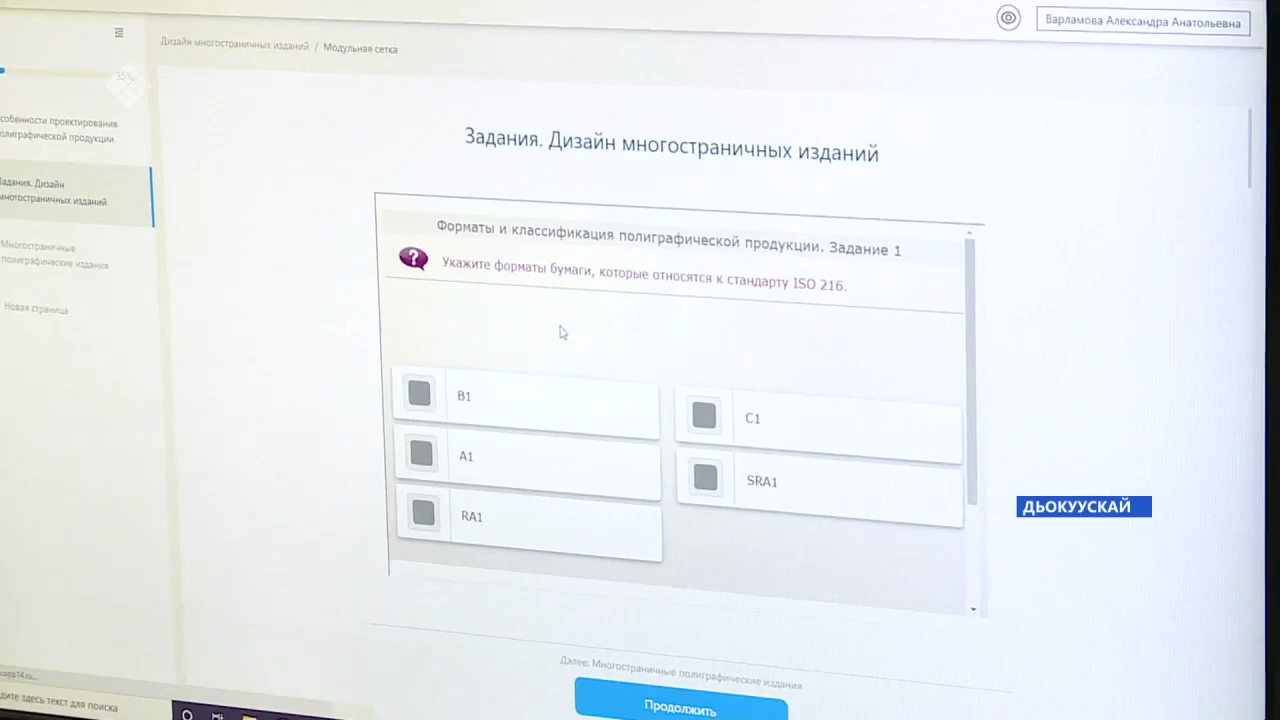 Варламова Александра Анатольевна
Дизайн многостраничных изданий / Модульная сетка
35%
собенности проектирования
олиграфической продукции
Задания. Дизайн
многостраничных изданий
Многостраничные
полиграфические издания
Новая страница
Задания. Дизайн многостраничных изданий
Форматы и классификация полиграфической продукции. Задание 1
?
Укажите форматы бумаги, которые относятся к стандарту ISO 216.
B1
C1
A1
SRA1
RA1
ДЬОКУУСКАЙ
Далее: Многостраничные полиграфические издания
Продолжить
дите здесь текст для поиска